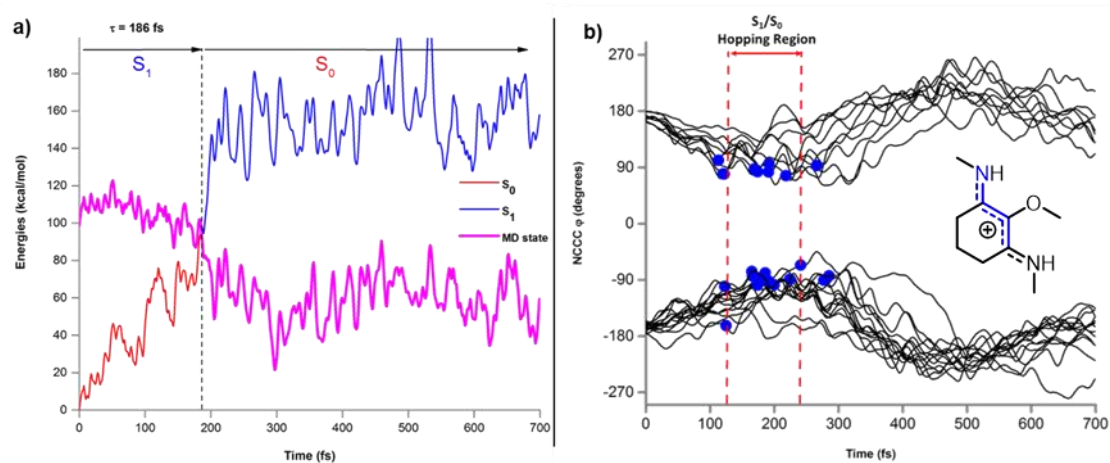 a)
τ = 186 fs
S₁
S₀
Energies (kcal/mol)
180
160
140
120
100
80
60
40
20
0
S₀
S₁
MD state
0 100 200 300 400 500 600 700
Time (fs)
b)
S₁/S₀
Hopping Region
NCCC φ (degrees)
270
180
90
0
-90
-180
-270
NH
O
+
NH
0 100 200 300 400 500 600 700
Time (fs)